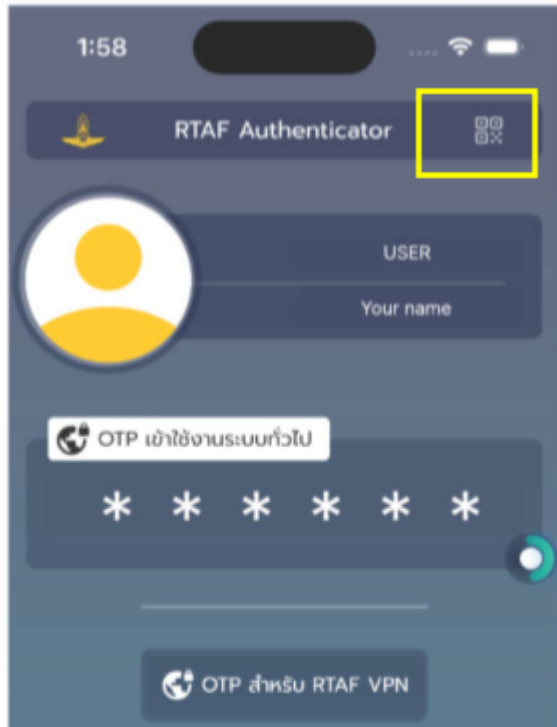 1:58
RTAF Authenticator
USER
Your name
OTP เข้าใช้งานระบบทั่วไป
* * * * * *
OTP สำหรับ RTAF VPN